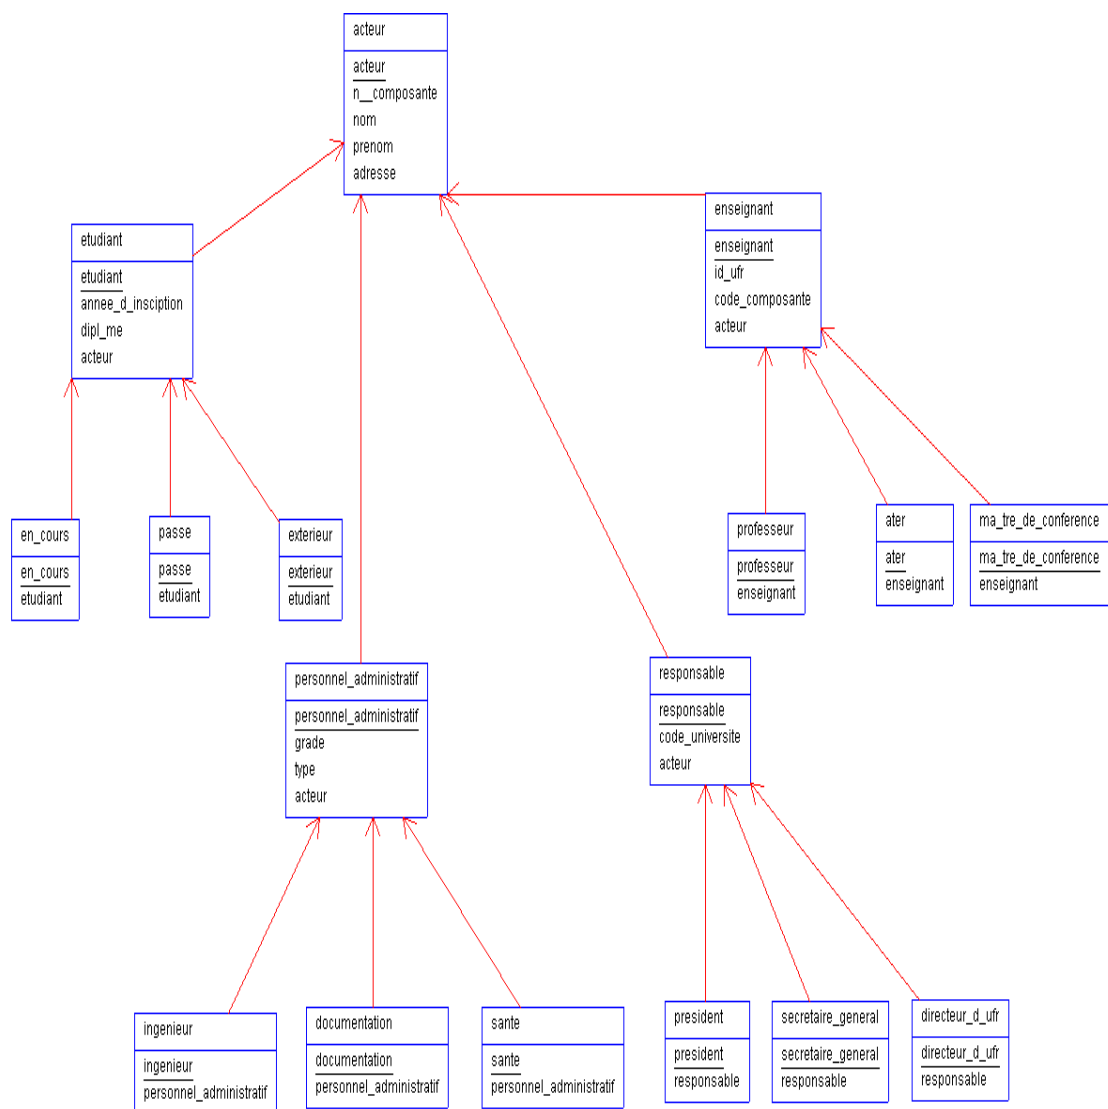 acteur
acteur
n__composante
nom
prenom
adresse
enseignant
enseignant
id_ufr
code_composante
acteur
etudiant
etudiant
annee_d_insciption
dipl_me
acteur
en_cours
en_cours
etudiant
passe
passe
etudiant
exterieur
exterieur
etudiant
professeur
professeur
enseignant
ater
ater
enseignant
ma_tre_de_conference
ma_tre_de_conference
enseignant
personnel_administratif
personnel_administratif
grade
type
acteur
responsable
responsable
code_universite
acteur
ingenieur
ingenieur
personnel_administratif
documentation
documentation
personnel_administratif
sante
sante
personnel_administratif
president
president
responsable
secretaire_general
secretaire_general
responsable
directeur_d_ufr
directeur_d_ufr
responsable